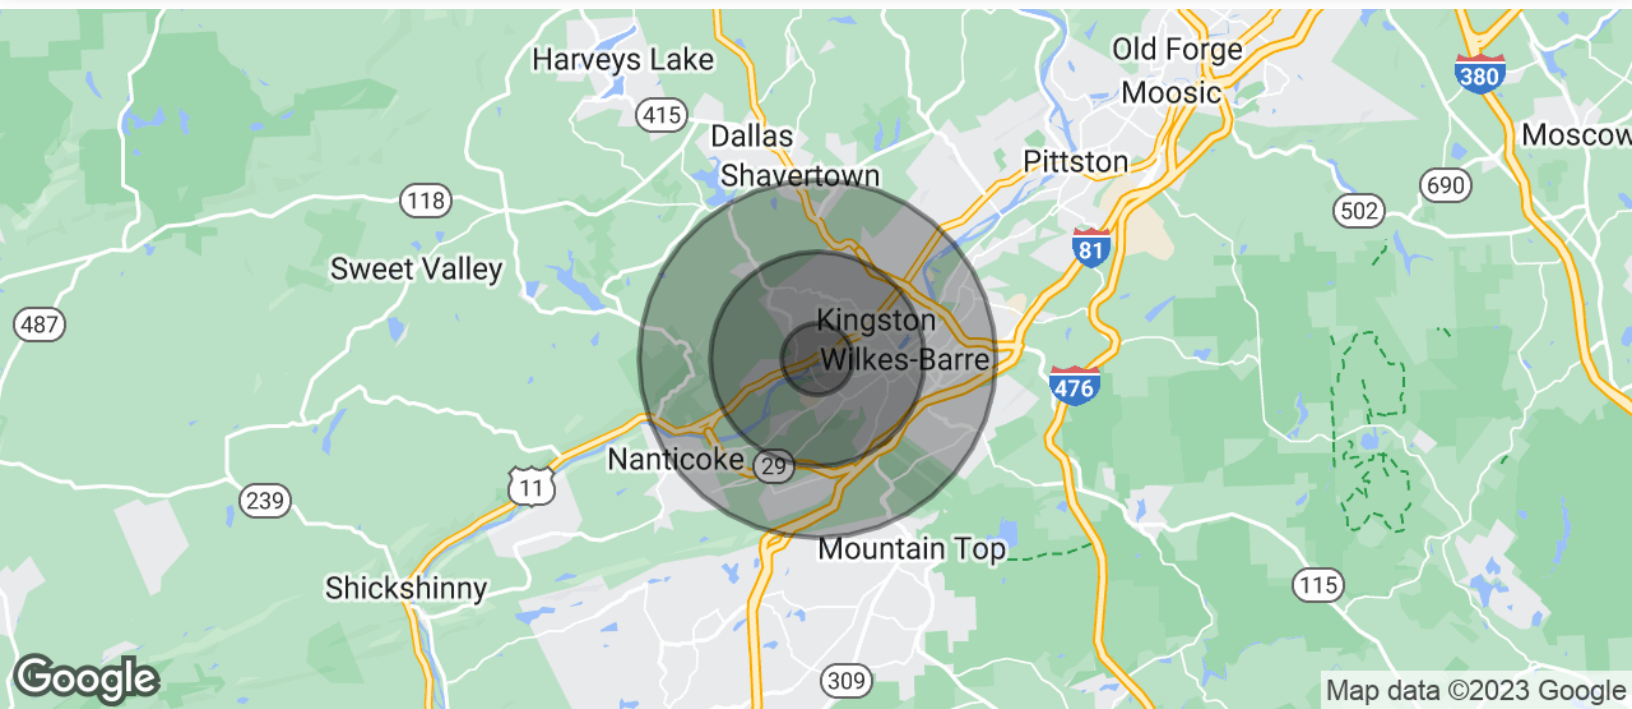 Old Forge
Harveys Lake
380
Moosic
415
Dallas
Moscow
Pittston
Shavertown
690
118
502
81
Sweet Valley
487
Kingston
Wilkes-Barre
476
Nanticoke
29
11
239
Mountain Top
Shickshinny
115
Google
309
Map data ©2023 Google